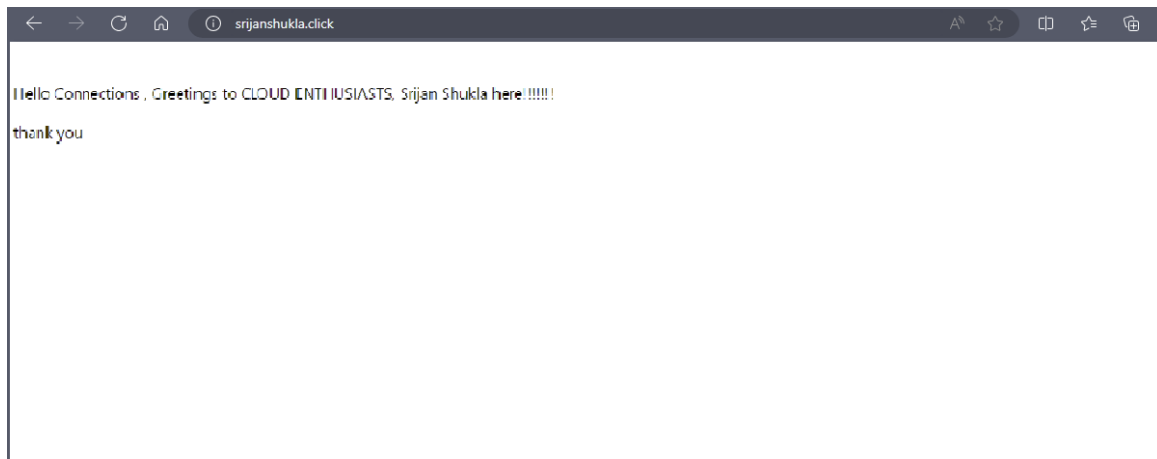 srijanshukla.click
Hello Connections , Greetings to CLOUD ENTHUSIASTS, Srijan Shukla here!!!!!!!
thank you